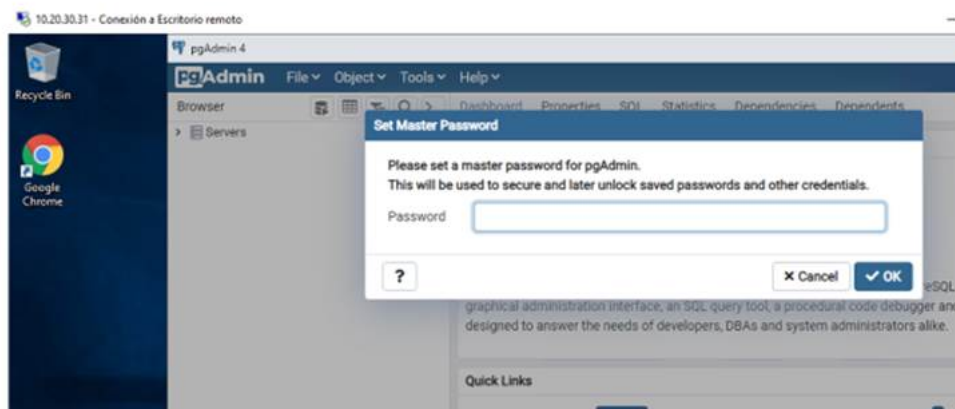 10.20.30.31 - Conexión a Escritorio remoto
pgAdmin 4
pgAdmin File Object Tools Help
Recycle Bin
Browser
Dashboard Properties SQL Statistics Dependencies Dependents
Servers
Set Master Password
Please set a master password for pgAdmin.
This will be used to secure and later unlock saved passwords and other credentials.
Password
Google
Chrome
?
Cancel
OK
eSQL
graphical administration interface, an SQL query tool, a procedural code debugger and
designed to answer the needs of developers, DBAs and system administrators alike.
Quick Links